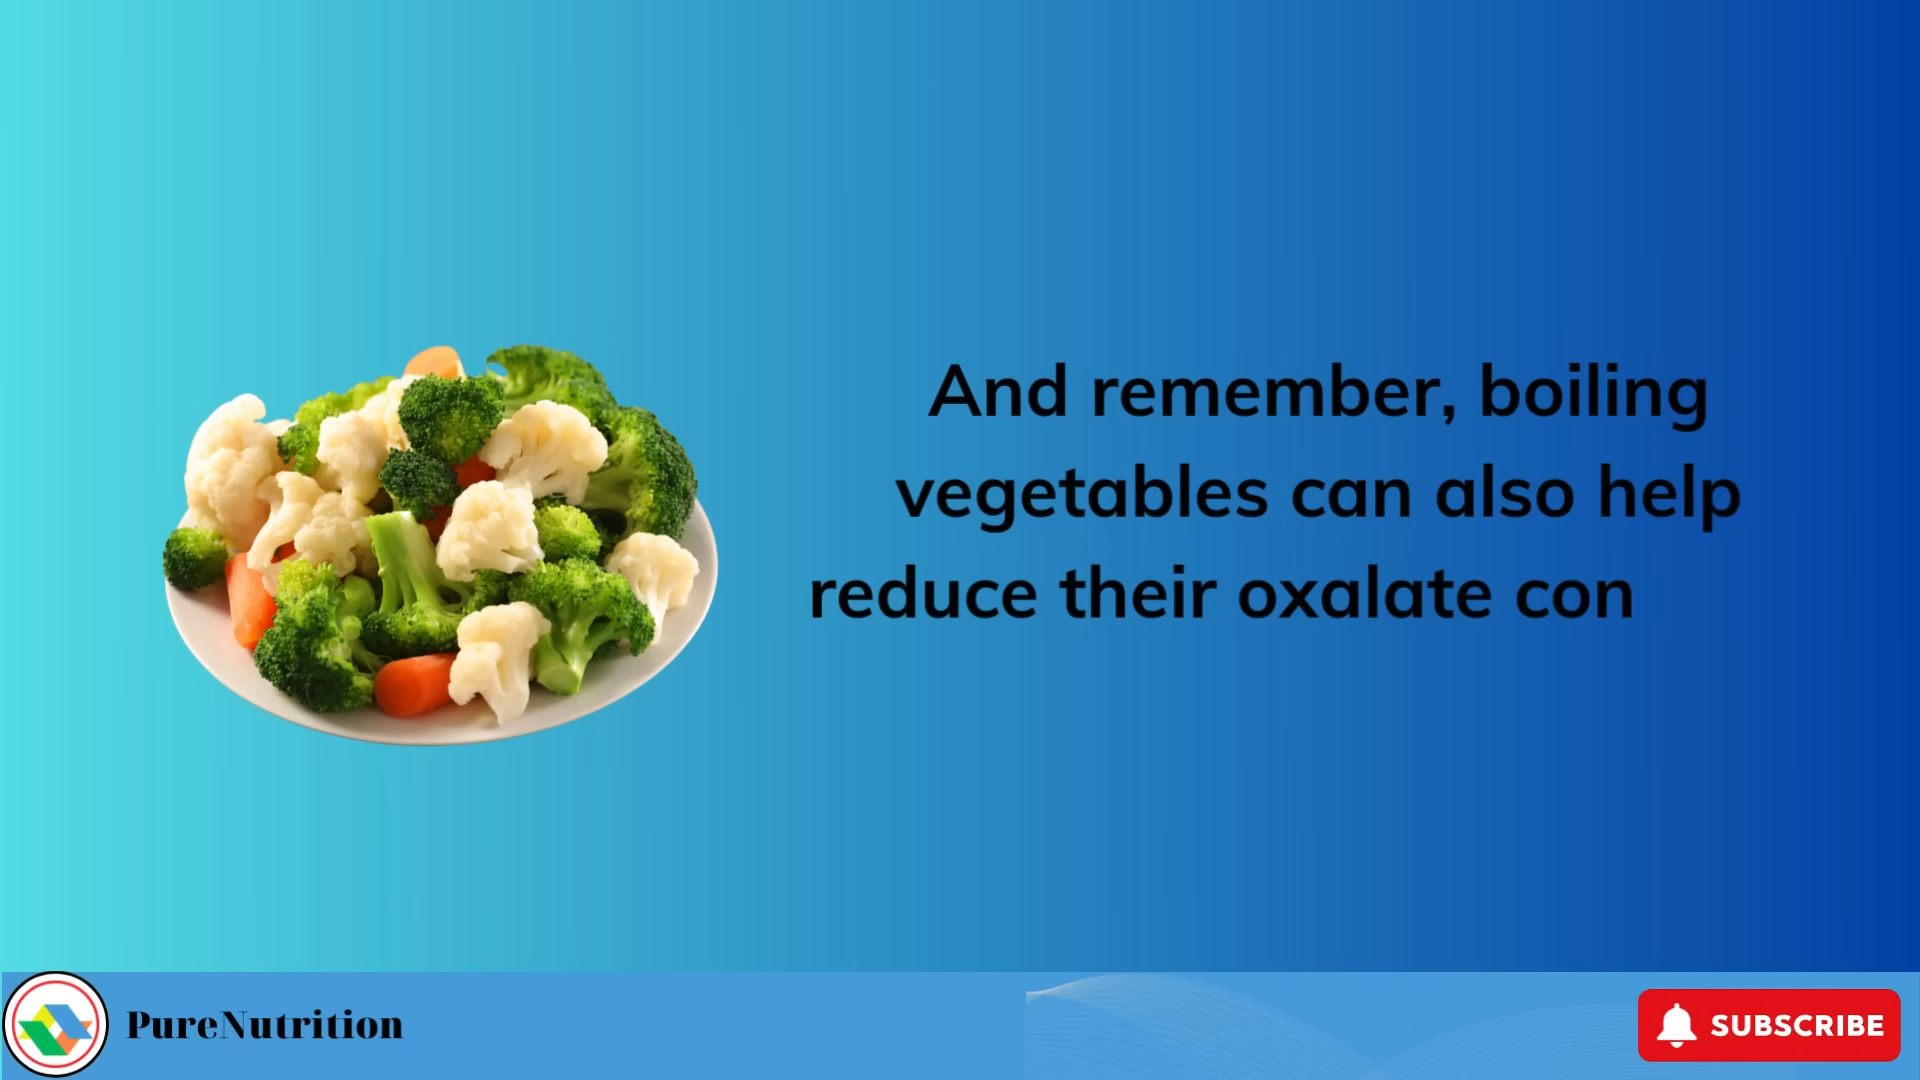 And remember, boiling
vegetables can also help
reduce their oxalate con
PureNutrition
SUBSCRIBE